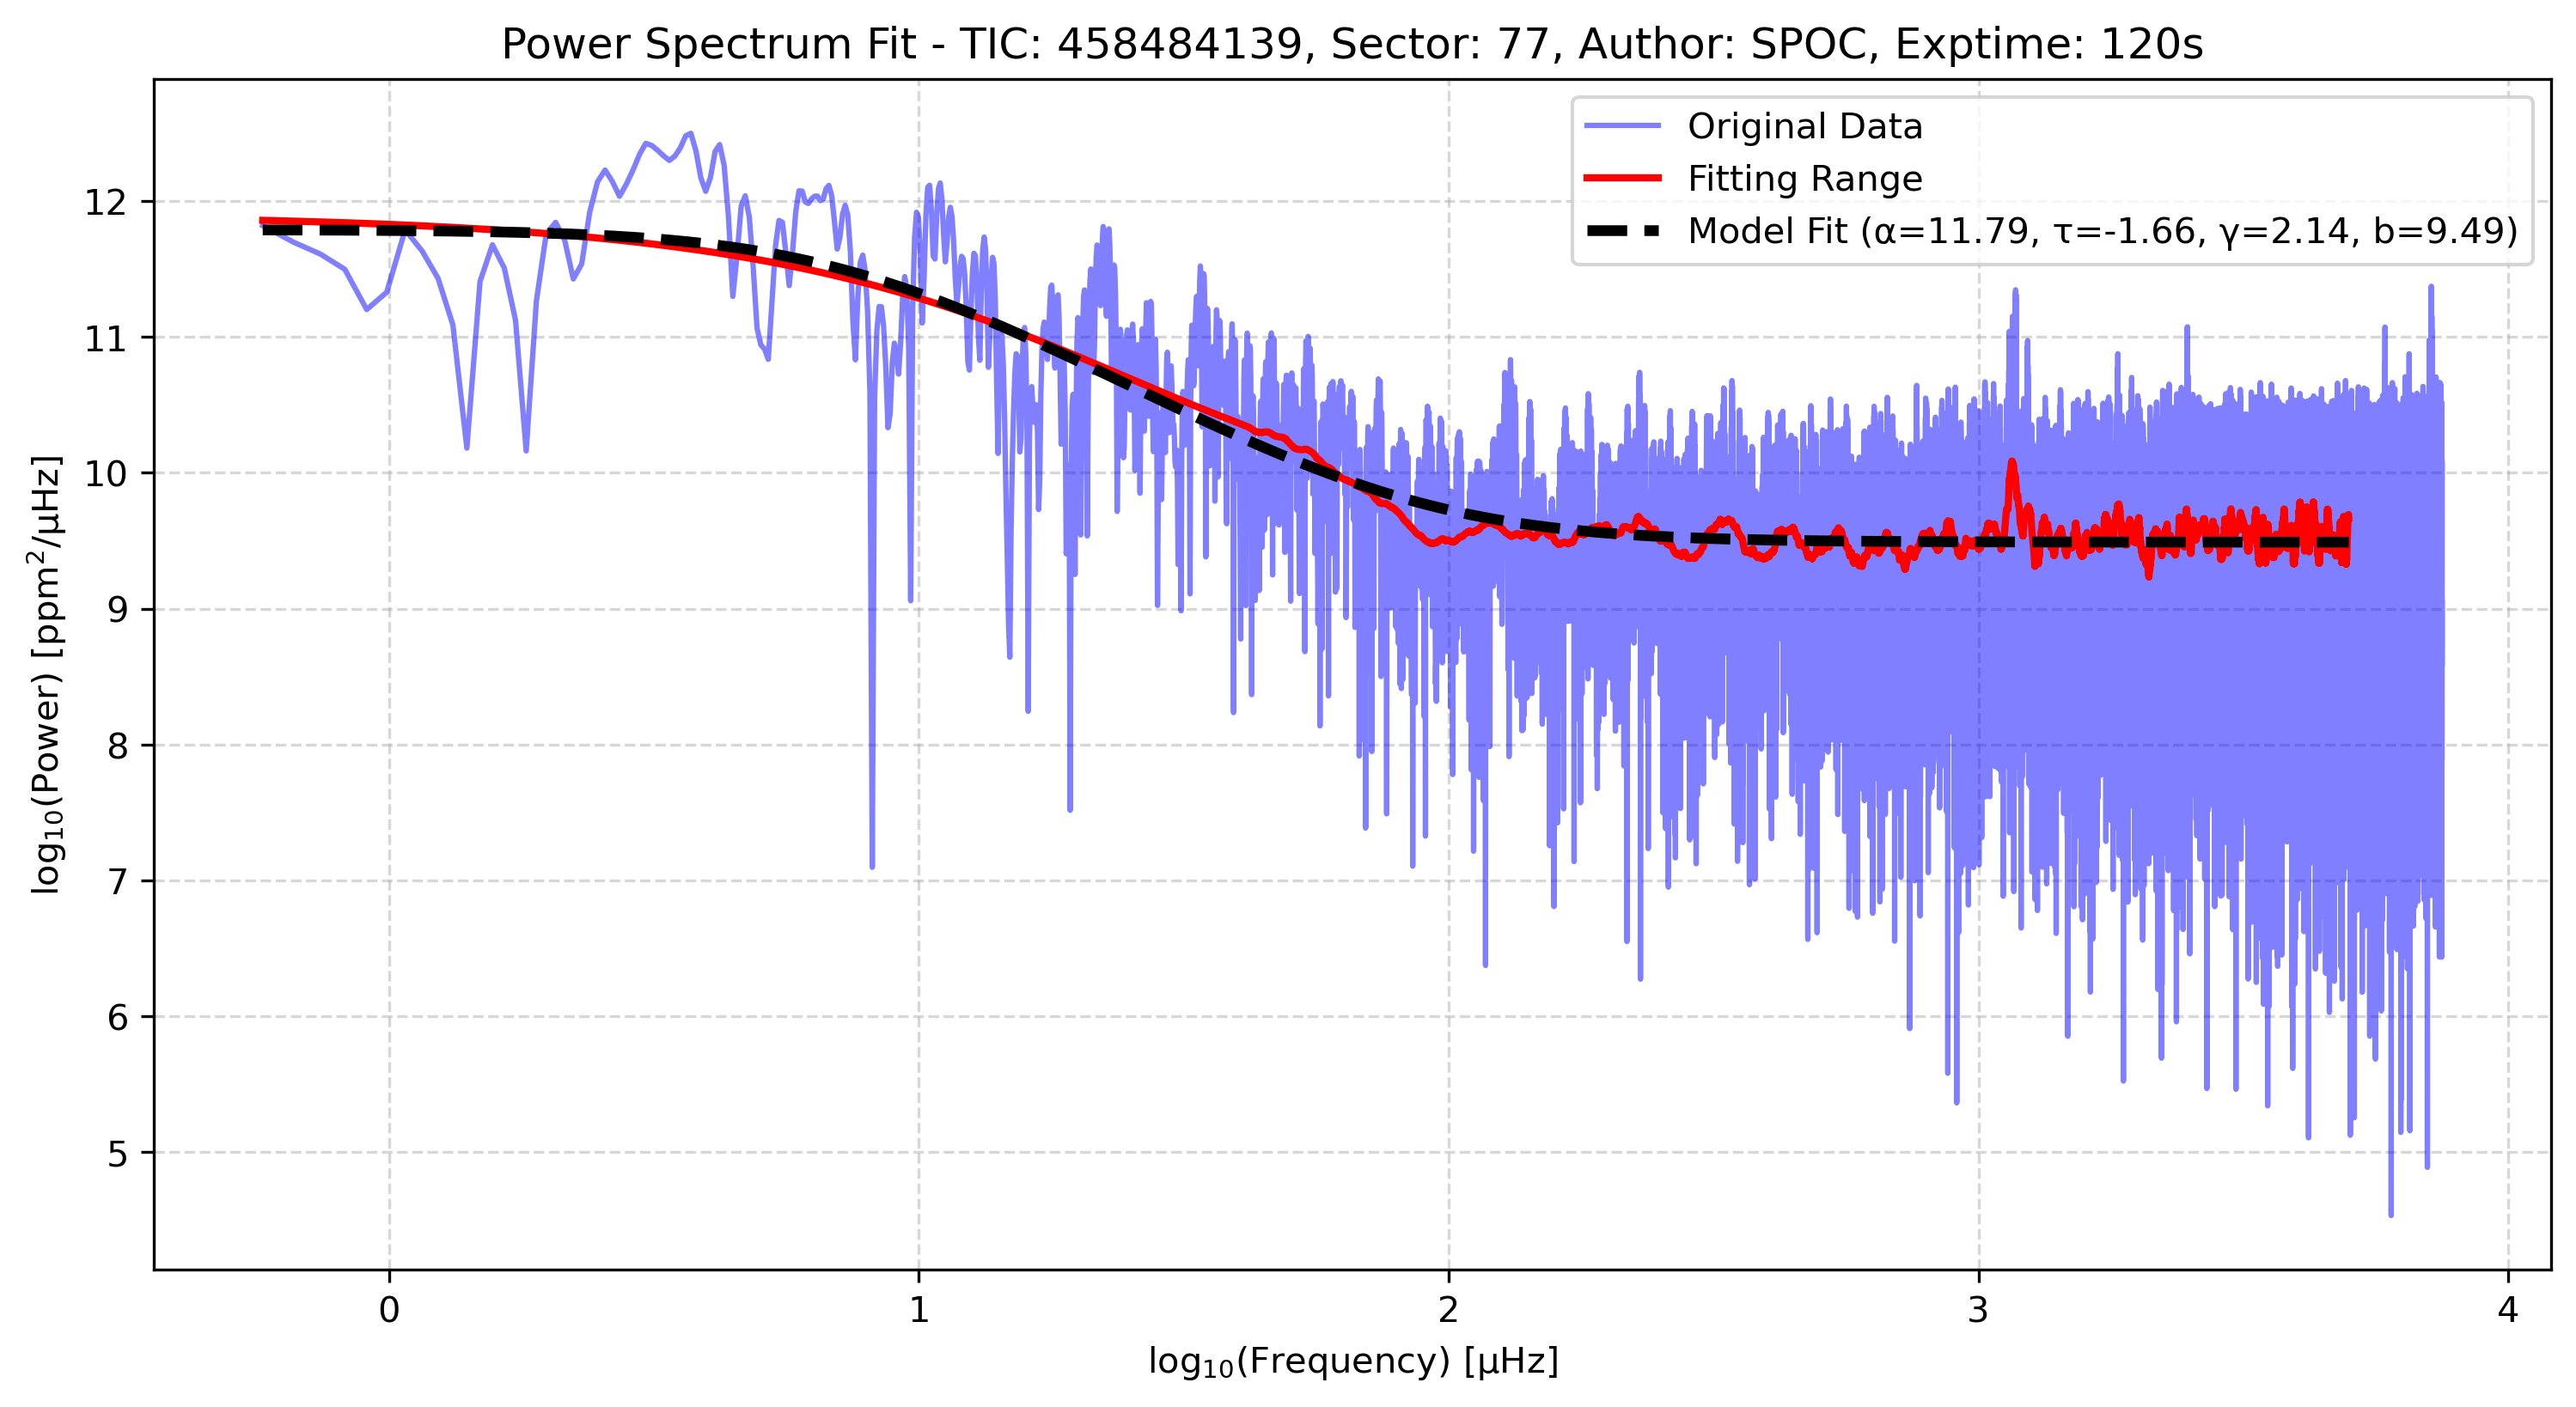 Power Spectrum Fit - TIC: 458484139, Sector: 77, Author: SPOC, Exptime: 120s
Original Data
Fitting Range
Model Fit (α=11.79, τ=-1.66, γ=2.14, b=9.49)
log₁₀(Power) [ppm²/μHz]
12
11
10
9
8
7
6
5
0 1 2 3 4
log₁₀(Frequency) [μHz]